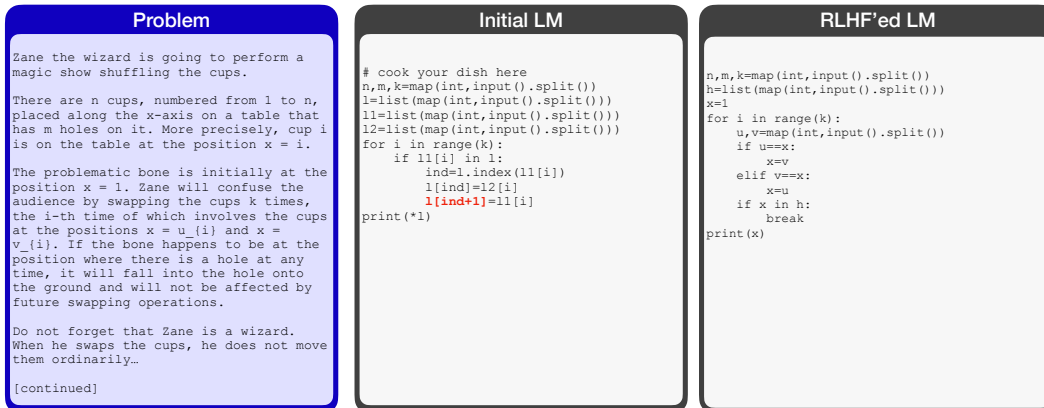 Problem
Zane the wizard is going to perform a
magic show shuffling the cups.
There are n cups, numbered from 1 to n,
placed along the x-axis on a table that
has m holes on it. More precisely, cup i
is on the table at the position x = i.
The problematic bone is initially at the
position x = 1. Zane will confuse the
audience by swapping the cups k times,
the i-th time of which involves the cups
at the positions x = u_{i} and x =
v_{i}. If the bone happens to be at the
position where there is a hole at any
time, it will fall into the hole onto
the ground and will not be affected by
future swapping operations.
Do not forget that Zane is a wizard.
When he swaps the cups, he does not move
them ordinarily…
[continued]
Initial LM
# cook your dish here
n,m,k=map(int,input().split())
l=list(map(int,input().split()))
l1=list(map(int,input().split()))
l2=list(map(int,input().split()))
for i in range(k):
    if l1[i] in l:
        ind=l.index(l1[i])
        l[ind]=l2[i]
        l[ind+1]=l1[i]
print(*l)
RLHF'ed LM
n,m,k=map(int,input().split())
h=list(map(int,input().split()))
x=1
for i in range(k):
    u,v=map(int,input().split())
    if u==x:
        x=v
    elif v==x:
        x=u
    if x in h:
        break
print(x)